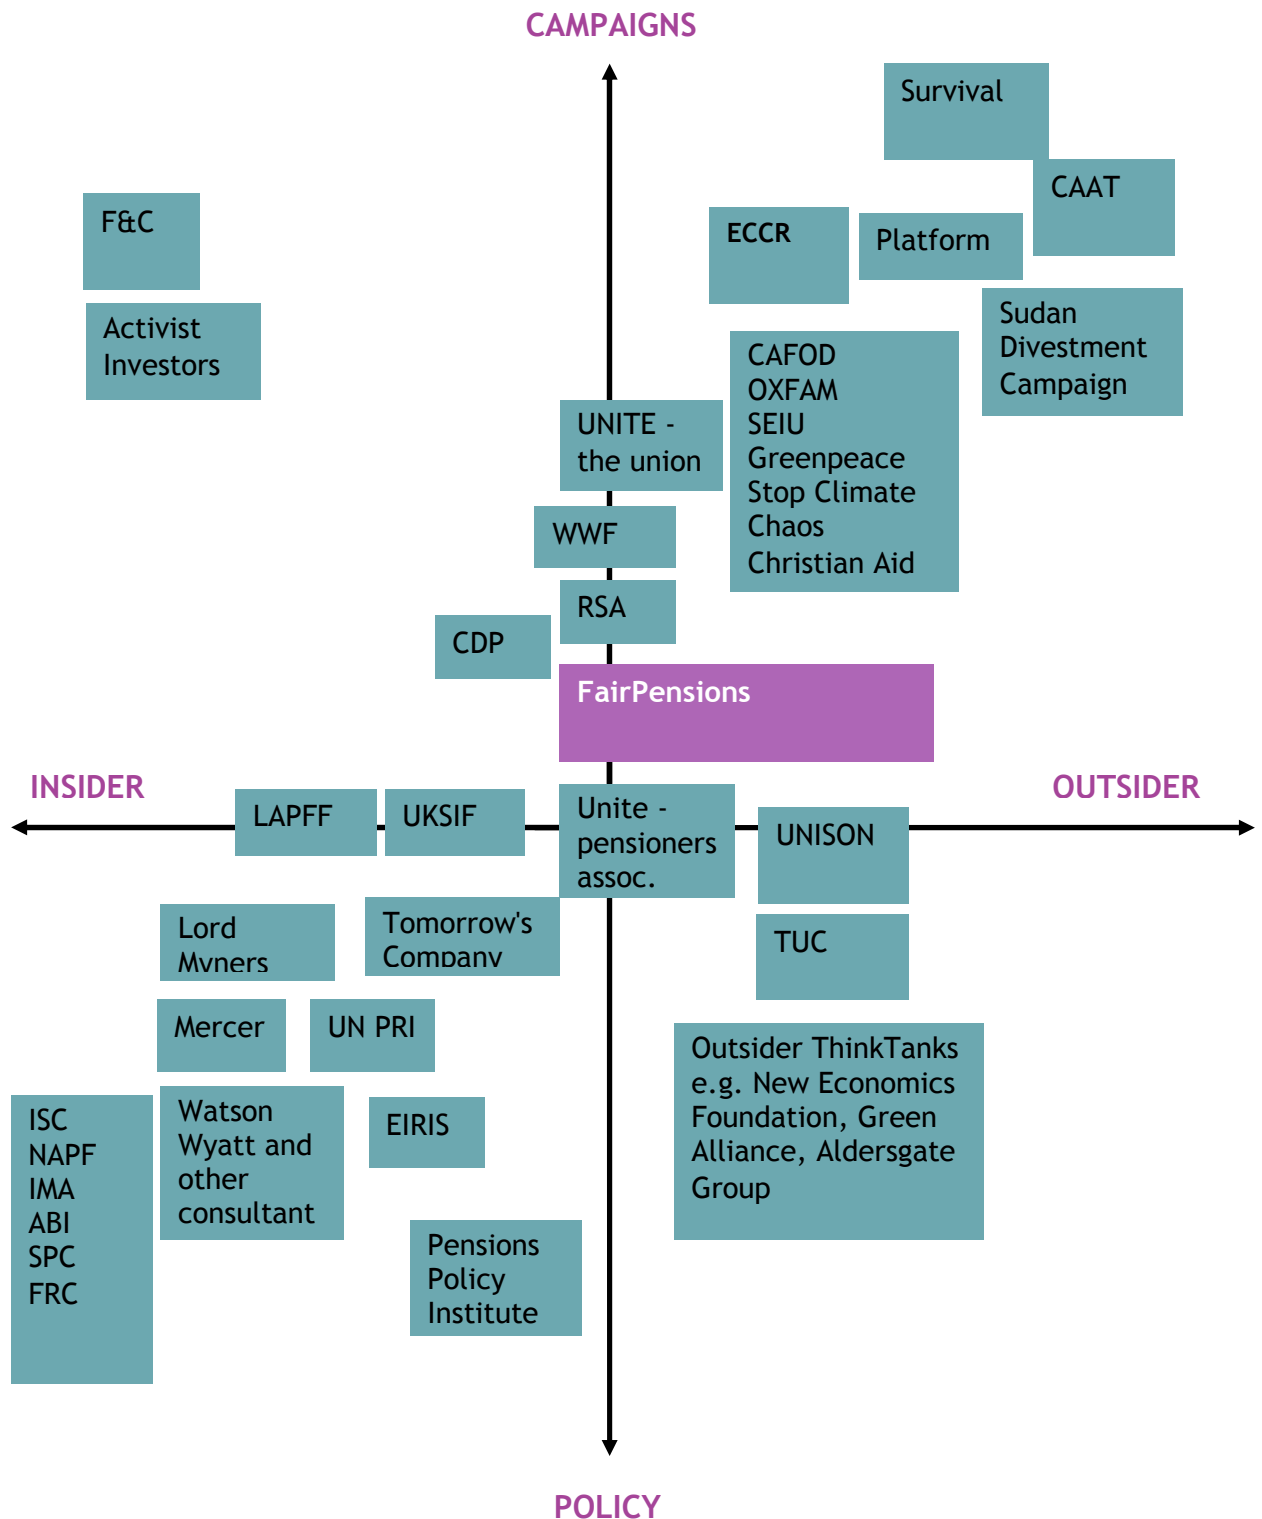 CAMPAIGNS
Survival
CAAT
F&C
ECCR
Platform
Activist
Investors
Sudan
Divestment
Campaign
CAFOD
OXFAM
SEIU
Greenpeace
Stop Climate
Chaos
Christian Aid
UNITE -
the union
WWF
RSA
CDP
FairPensions
INSIDER
OUTSIDER
LAPFF
UKSIF
Unite -
pensioners
assoc.
UNISON
Lord
Myners
Tomorrow's
Company
TUC
Mercer
UN PRI
Outsider ThinkTanks
e.g. New Economics
Foundation, Green
Alliance, Aldersgate
Group
ISC
NAPF
IMA
ABI
SPC
FRC
Watson
Wyatt and
other
consultant
EIRIS
Pensions
Policy
Institute
POLICY